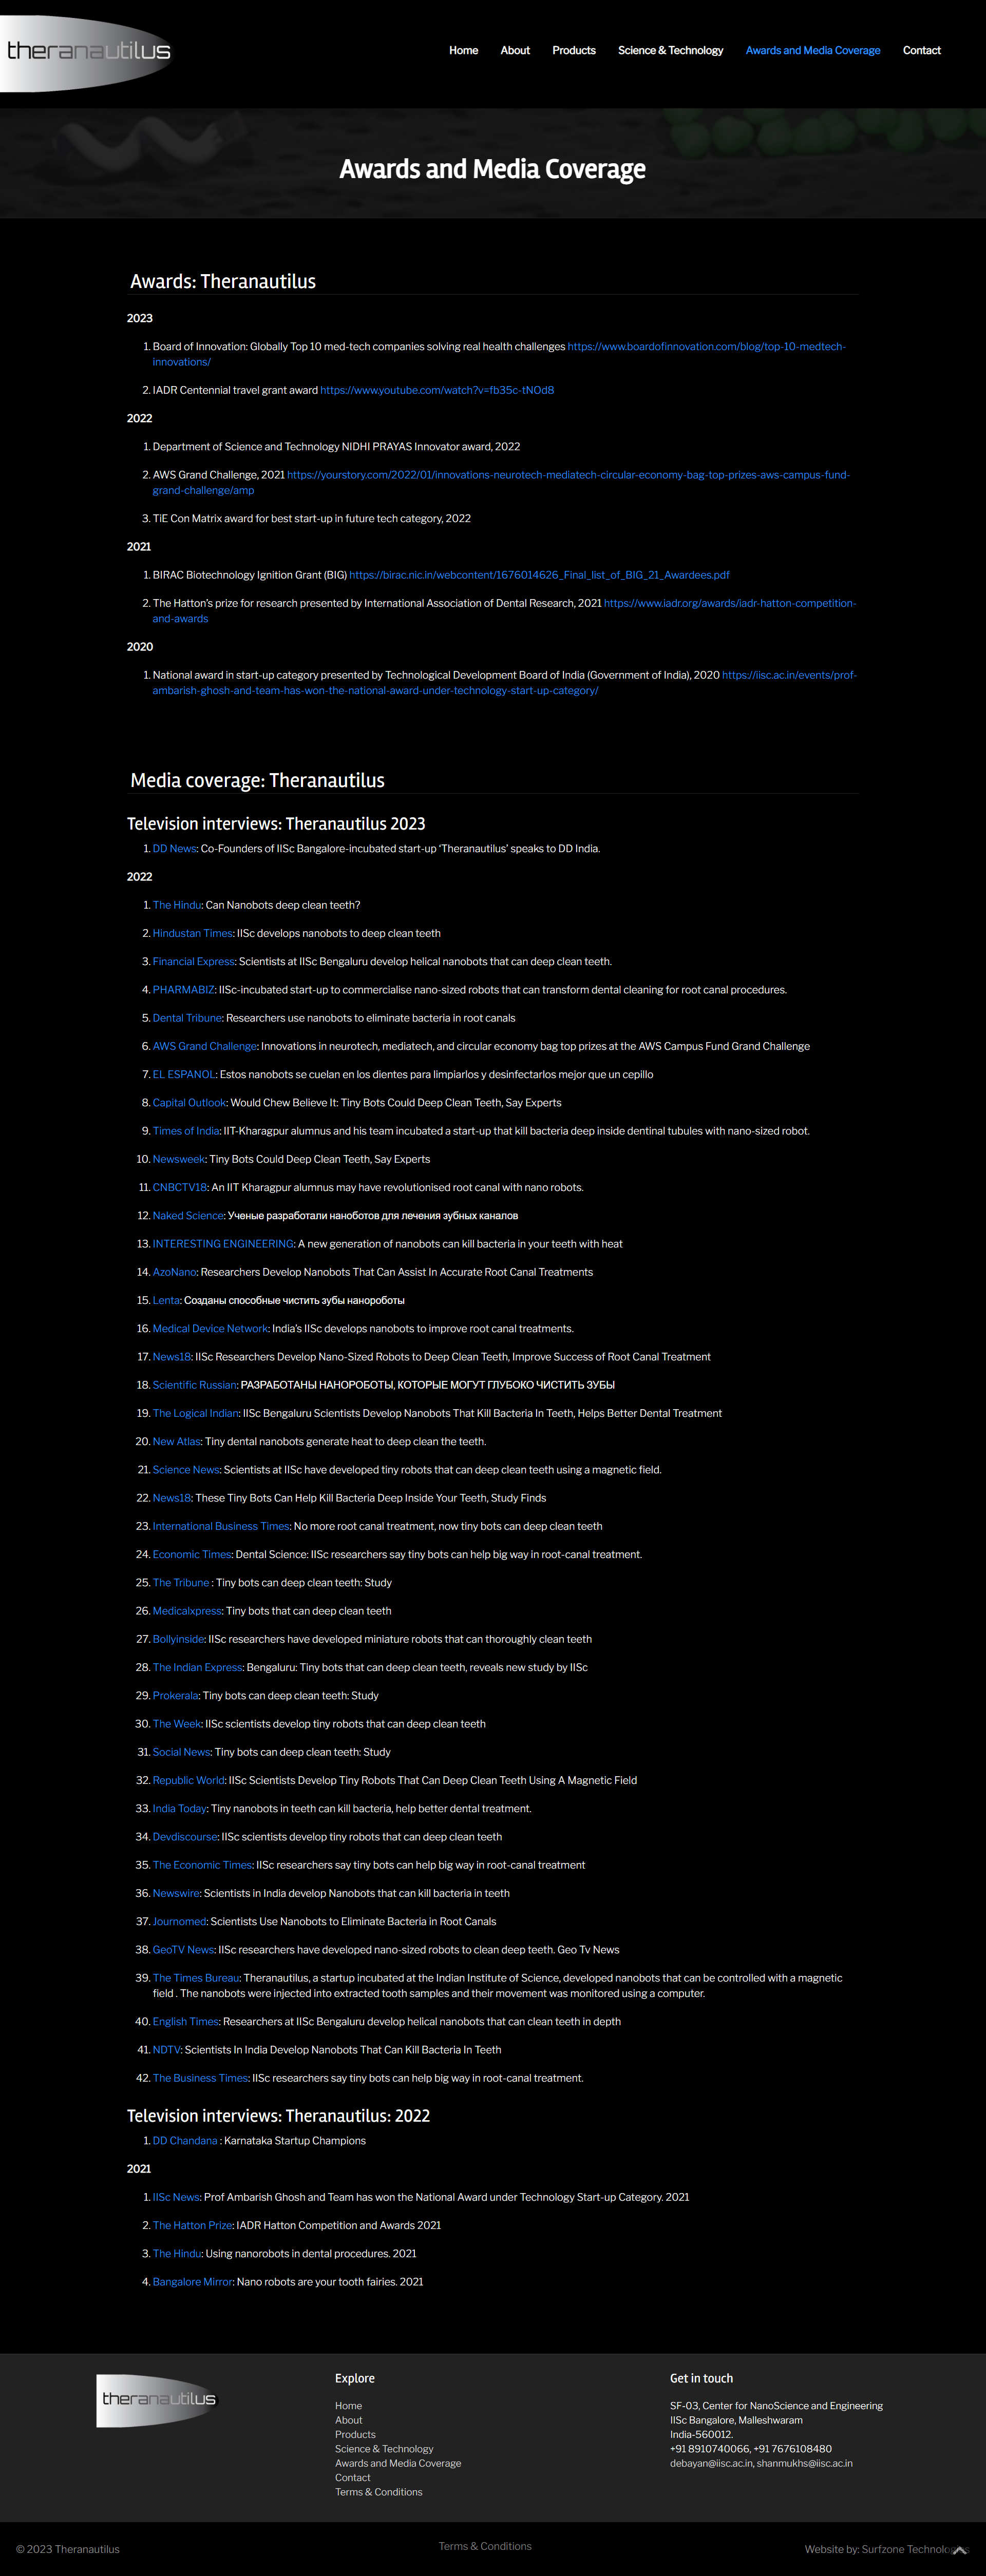 theranautilus
Home About Products Science & Technology Awards and Media Coverage Contact
Awards and Media Coverage
Awards: Theranautilus
2023
1. Board of Innovation: Globally Top 10 med-tech companies solving real health challenges https://www.boardofinnovation.com/blog/top-10-medtech-
innovations/
2. IADR Centennial travel grant award https://www.youtube.com/watch?v=fb35c-tNOd8
2022
1. Department of Science and Technology NIDHI PRAYAS Innovator award, 2022
2. AWS Grand Challenge, 2021 https://yourstory.com/2022/01/innovations-neurotech-mediatech-circular-economy-bag-top-prizes-aws-campus-fund-
grand-challenge/amp
3. TiE Con Matrix award for best start-up in future tech category, 2022
2021
1. BIRAC Biotechnology Ignition Grant (BIG) https://birac.nic.in/webcontent/1676014626_Final_list_of_BIG_21_Awardees.pdf
2. The Hatton's prize for research presented by International Association of Dental Research, 2021 https://www.iadr.org/awards/iadr-hatton-competition-
and-awards
2020
1. National award in start-up category presented by Technological Development Board of India (Government of India), 2020 https://iisc.ac.in/events/prof-
ambarish-ghosh-and-team-has-won-the-national-award-under-technology-start-up-category/
Media coverage: Theranautilus
Television interviews: Theranautilus 2023
1. DD News: Co-Founders of IISc Bangalore-incubated start-up ‘Theranautilus’ speaks to DD India.
2022
1. The Hindu: Can Nanobots deep clean teeth?
2. Hindustan Times: IISc develops nanobots to deep clean teeth
3. Financial Express: Scientists at IISc Bengaluru develop helical nanobots that can deep clean teeth.
4. PHARMABIZ: IISc-incubated start-up to commercialise nano-sized robots that can transform dental cleaning for root canal procedures.
5. Dental Tribune: Researchers use nanobots to eliminate bacteria in root canals
6. AWS Grand Challenge: Innovations in neurotech, mediatech, and circular economy bag top prizes at the AWS Campus Fund Grand Challenge
7. EL ESPANOL: Estos nanobots se cuelan en los dientes para limpiarlos y desinfectarlos mejor que un cepillo
8. Capital Outlook: Would Chew Believe It: Tiny Bots Could Deep Clean Teeth, Say Experts
9. Times of India: IIT-Kharagpur alumnus and his team incubated a start-up that kill bacteria deep inside dentinal tubules with nano-sized robot.
10. Newsweek: Tiny Bots Could Deep Clean Teeth, Say Experts
11. CNBCTV18: An IIT Kharagpur alumnus may have revolutionised root canal with nano robots.
12. Naked Science: Ученые разработали наноботов для лечения зубных каналов
13. INTERESTING ENGINEERING: A new generation of nanobots can kill bacteria in your teeth with heat
14. AzoNano: Researchers Develop Nanobots That Can Assist In Accurate Root Canal Treatments
15. Lenta: Созданы способные чистить зубы нанороботы
16. Medical Device Network: India's IISc develops nanobots to improve root canal treatments.
17. News18: IISc Researchers Develop Nano-Sized Robots to Deep Clean Teeth, Improve Success of Root Canal Treatment
18. Scientific Russian: РАЗРАБОТАНЫ НАНОРОБОТЫ, КОТОРЫЕ МОГУТ ГЛУБОКО ЧИСТИТЬ ЗУБЫ
19. The Logical Indian: IISc Bengaluru Scientists Develop Nanobots That Kill Bacteria In Teeth, Helps Better Dental Treatment
20. New Atlas: Tiny dental nanobots generate heat to deep clean the teeth.
21. Science News: Scientists at IISc have developed tiny robots that can deep clean teeth using a magnetic field.
22. News18: These Tiny Bots Can Help Kill Bacteria Deep Inside Your Teeth, Study Finds
23. International Business Times: No more root canal treatment, now tiny bots can deep clean teeth
24. Economic Times: Dental Science: IISc researchers say tiny bots can help big way in root-canal treatment.
25. The Tribune : Tiny bots can deep clean teeth: Study
26. Medicalxpress: Tiny bots that can deep clean teeth
27. Bollyinside: IISc researchers have developed miniature robots that can thoroughly clean teeth
28. The Indian Express: Bengaluru: Tiny bots that can deep clean teeth, reveals new study by IISc
29. Prokerala: Tiny bots can deep clean teeth: Study
30. The Week: IISc scientists develop tiny robots that can deep clean teeth
31. Social News: Tiny bots can deep clean teeth: Study
32. Republic World: IISc Scientists Develop Tiny Robots That Can Deep Clean Teeth Using A Magnetic Field
33. India Today: Tiny nanobots in teeth can kill bacteria, help better dental treatment.
34. Devdiscourse: IISc scientists develop tiny robots that can deep clean teeth
35. The Economic Times: IISc researchers say tiny bots can help big way in root-canal treatment
36. Newswire: Scientists in India develop Nanobots that can kill bacteria in teeth
37. Journomed: Scientists Use Nanobots to Eliminate Bacteria in Root Canals
38. GeoTV News: IISc researchers have developed nano-sized robots to clean deep teeth. Geo Tv News
39. The Times Bureau: Theranautilus, a startup incubated at the Indian Institute of Science, developed nanobots that can be controlled with a magnetic
field . The nanobots were injected into extracted tooth samples and their movement was monitored using a computer.
40. English Times: Researchers at IISc Bengaluru develop helical nanobots that can clean teeth in depth
41. NDTV: Scientists In India Develop Nanobots That Can Kill Bacteria In Teeth
42. The Business Times: IISc researchers say tiny bots can help big way in root-canal treatment.
Television interviews: Theranautilus: 2022
1. DD Chandana : Karnataka Startup Champions
2021
1. IISc News: Prof Ambarish Ghosh and Team has won the National Award under Technology Start-up Category. 2021
2. The Hatton Prize: IADR Hatton Competition and Awards 2021
3. The Hindu: Using nanorobots in dental procedures. 2021
4. Bangalore Mirror: Nano robots are your tooth fairies. 2021
theranautilus
Explore
Home
About
Products
Science & Technology
Awards and Media Coverage
Contact
Terms & Conditions
Get in touch
SF-03, Center for NanoScience and Engineering
IISc Bangalore, Malleshwaram
India-560012.
+91 8910740066, +91 7676108480
debayan@iisc.ac.in, shanmukhs@iisc.ac.in
© 2023 Theranautilus
Terms & Conditions
Website by: Surfzone Technologies